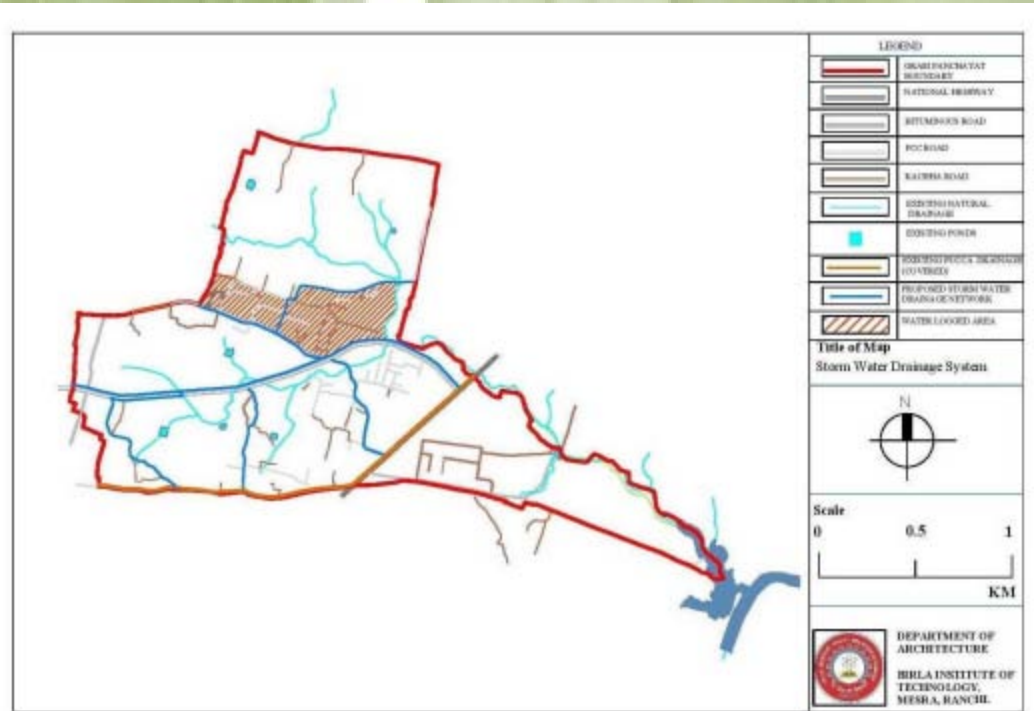 LEGEND
PANCHAYAT
BOUNDARY
NATIONAL HIGHWAY
BITUMINOUS ROAD
PCC ROAD
KACHHA ROAD
EXISTING NATURAL
DRAINAGE
EXISTING PONDS
EXISTING PUCCA DRAINAGE
(COVERED)
PROPOSED STORM WATER
DRAINAGE NETWORK
WATER LOGGED AREA
Title of Map
Storm Water Drainage System
N
Scale
0 0.5 1
KM
DEPARTMENT OF
ARCHITECTURE
BIRLA INSTITUTE OF
TECHNOLOGY,
MESRA, RANCHI.